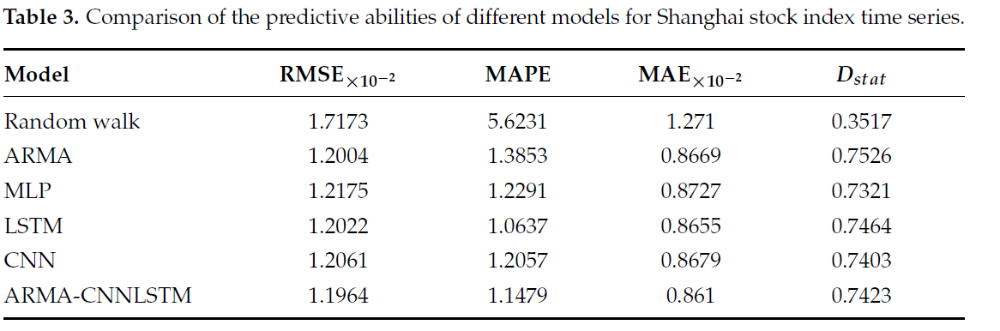 Table 3. Comparison of the predictive abilities of different models for Shanghai stock index time series.
Model RMSE×10−2 MAPE MAE×10−2 Dstat
Random walk 1.7173 5.6231 1.271 0.3517
ARMA 1.2004 1.3853 0.8669 0.7526
MLP 1.2175 1.2291 0.8727 0.7321
LSTM 1.2022 1.0637 0.8655 0.7464
CNN 1.2061 1.2057 0.8679 0.7403
ARMA-CNNLSTM 1.1964 1.1479 0.861 0.7423